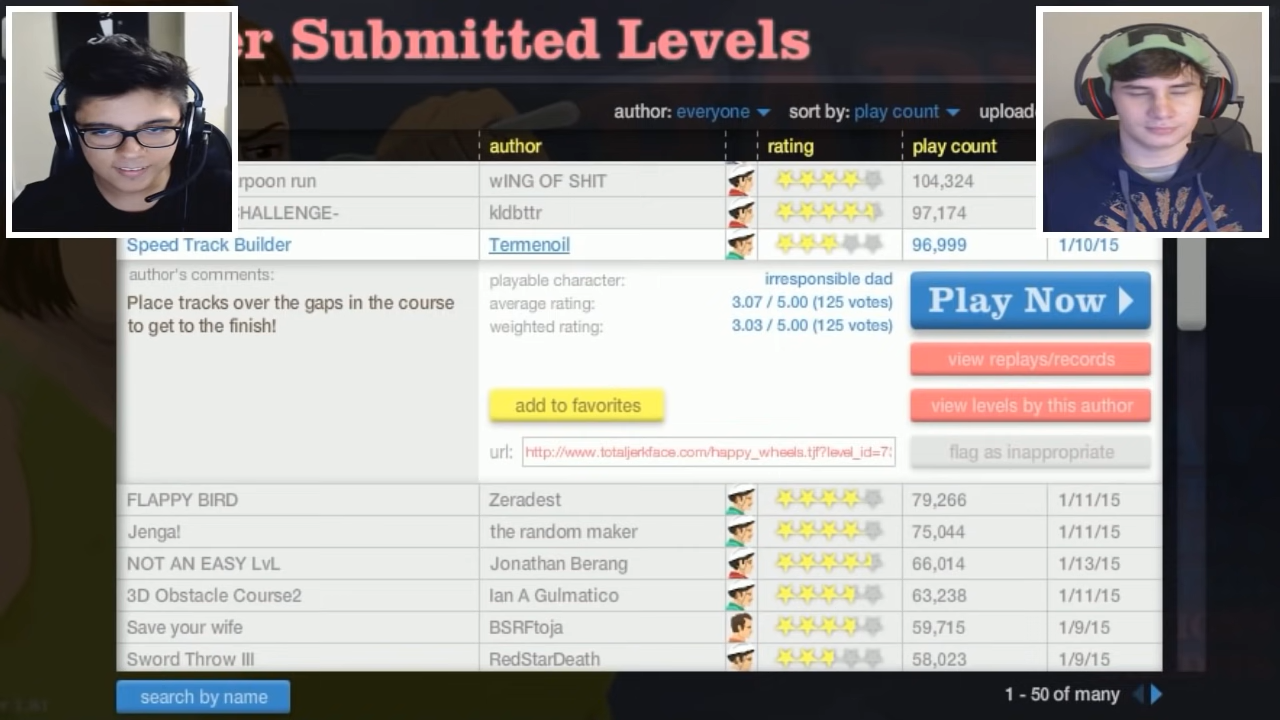 er Submitted Levels
author: everyone sort by: play count upload
author rating play count
rpoon run wING OF SHIT 104,324
CHALLENGE- kldbttr 97,174
Speed Track Builder Termenoil 96,999 1/10/15
author's comments:
Place tracks over the gaps in the course
to get to the finish!
playable character: irresponsible dad
average rating: 3.07 / 5.00 (125 votes)
weighted rating: 3.03 / 5.00 (125 votes)
add to favorites
url: http://www.totaljerkface.com/happy_wheels.tjf?level_id=7
Play Now
view replays/records
view levels by this author
flag as inappropriate
FLAPPY BIRD Zeradest 79,266 1/11/15
Jenga! the random maker 75,044 1/11/15
NOT AN EASY LvL Jonathan Berang 66,014 1/13/15
3D Obstacle Course2 Ian A Gulmatico 63,238 1/11/15
Save your wife BSRFtoja 59,715 1/9/15
Sword Throw III RedStarDeath 58,023 1/9/15
search by name 1 - 50 of many